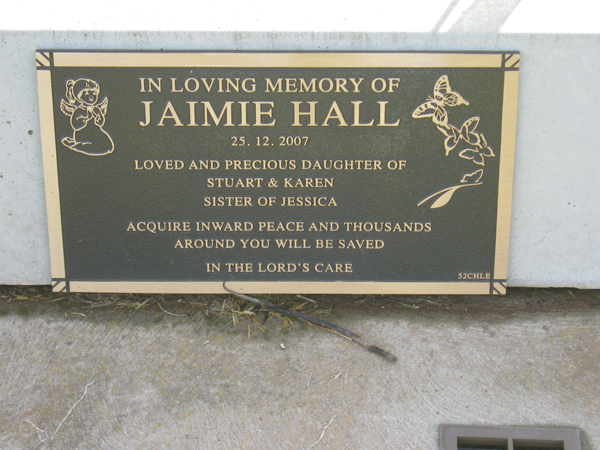 IN LOVING MEMORY OF
JAIMIE HALL
25. 12. 2007
LOVED AND PRECIOUS DAUGHTER OF
STUART & KAREN
SISTER OF JESSICA
ACQUIRE INWARD PEACE AND THOUSANDS
AROUND YOU WILL BE SAVED
IN THE LORD'S CARE
52CHLE